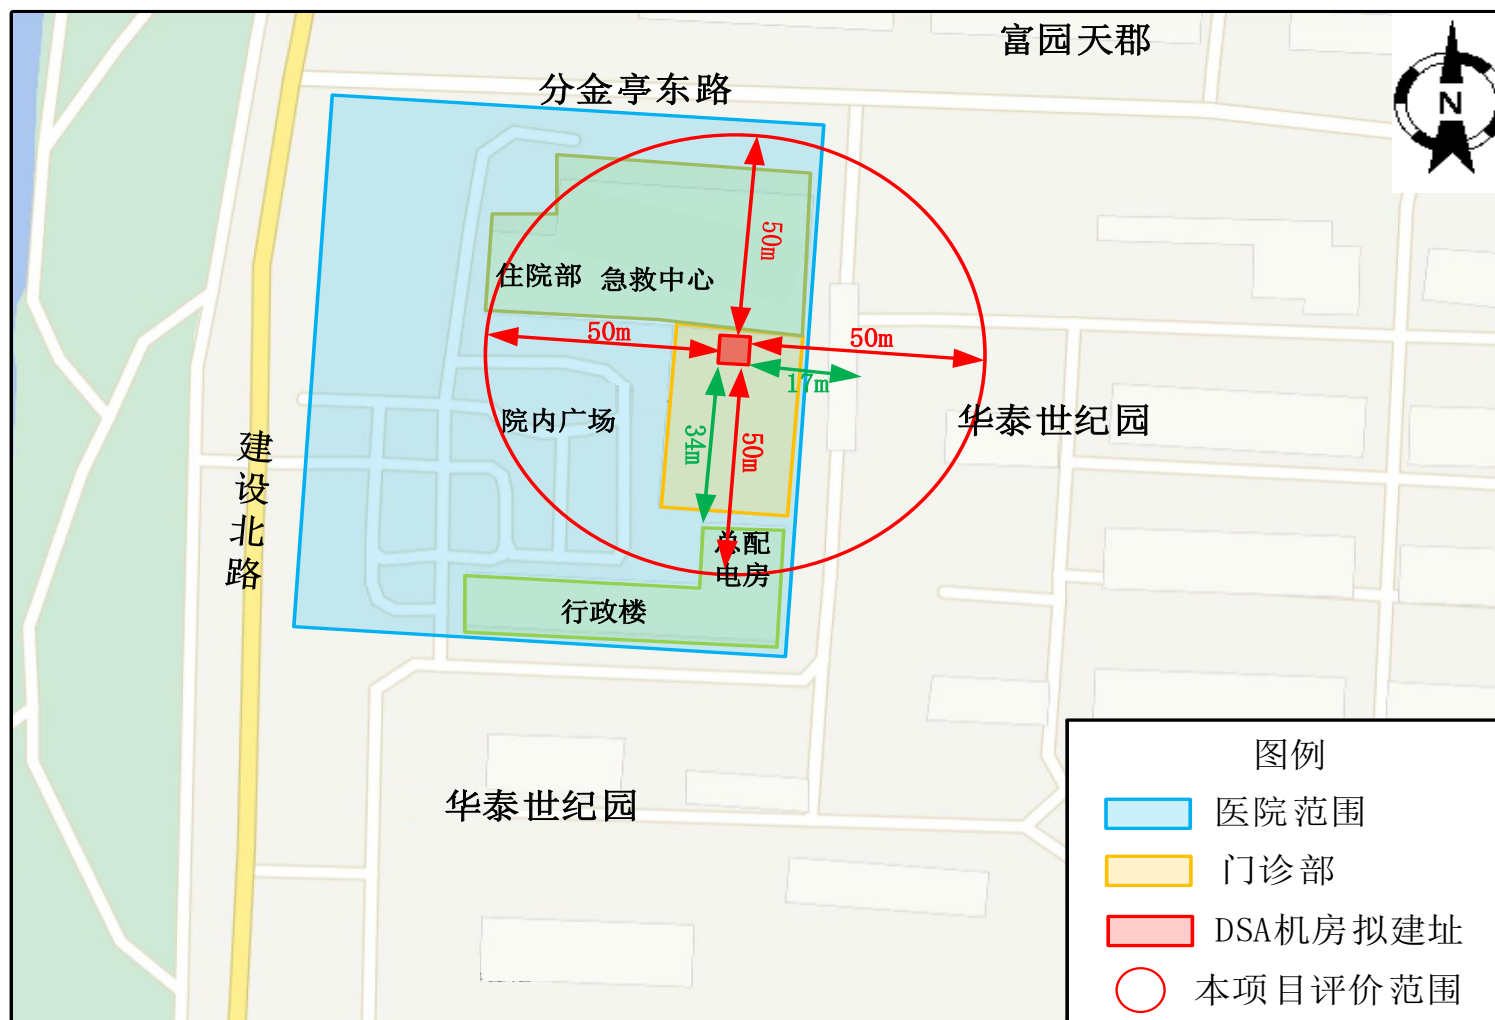 富园天郡
分金亭东路
N
50m
住院部
急救中心
50m
50m
17m
院内广场
34m
50m
华泰世纪园
建设北路
总配
电房
行政楼
华泰世纪园
图例
医院范围
门诊部
DSA机房拟建址
本项目评价范围